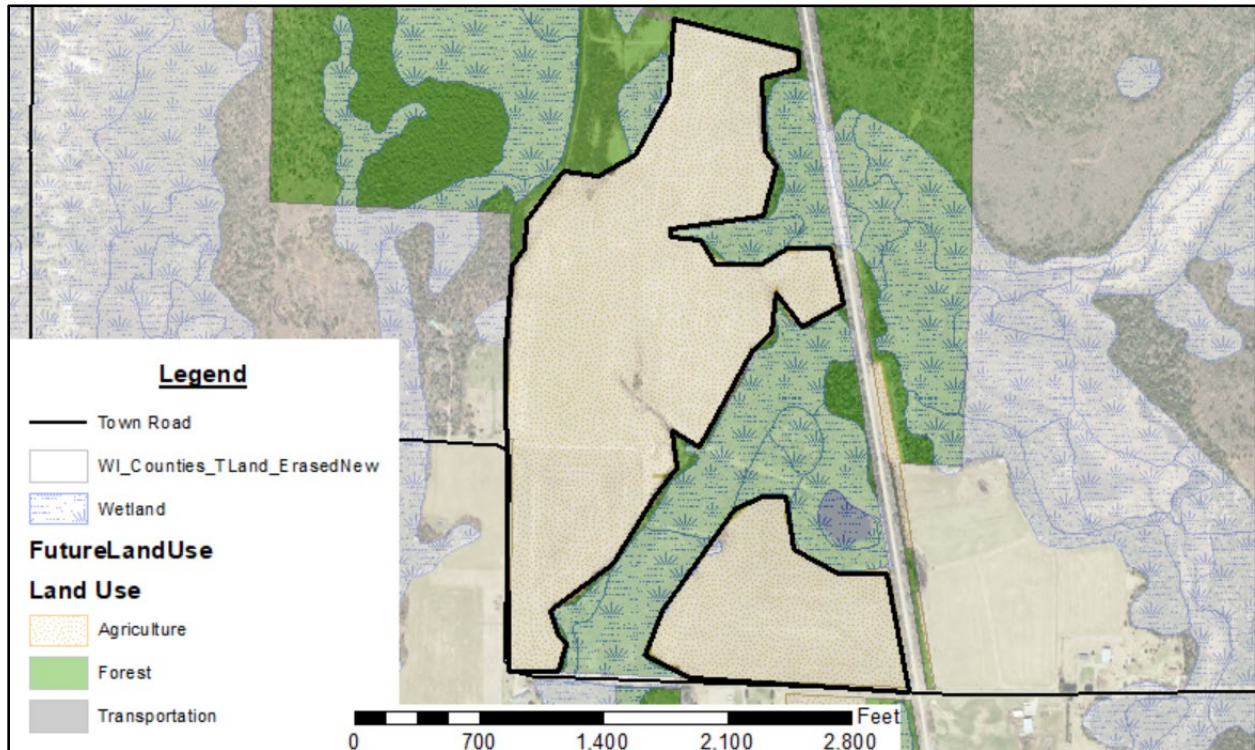 Legend
Town Road
WI_Counties_TLand_ErasedNew
Wetland
FutureLandUse
Land Use
Agriculture
Forest
Transportation
Feet
0 700 1.400 2.100 2.800